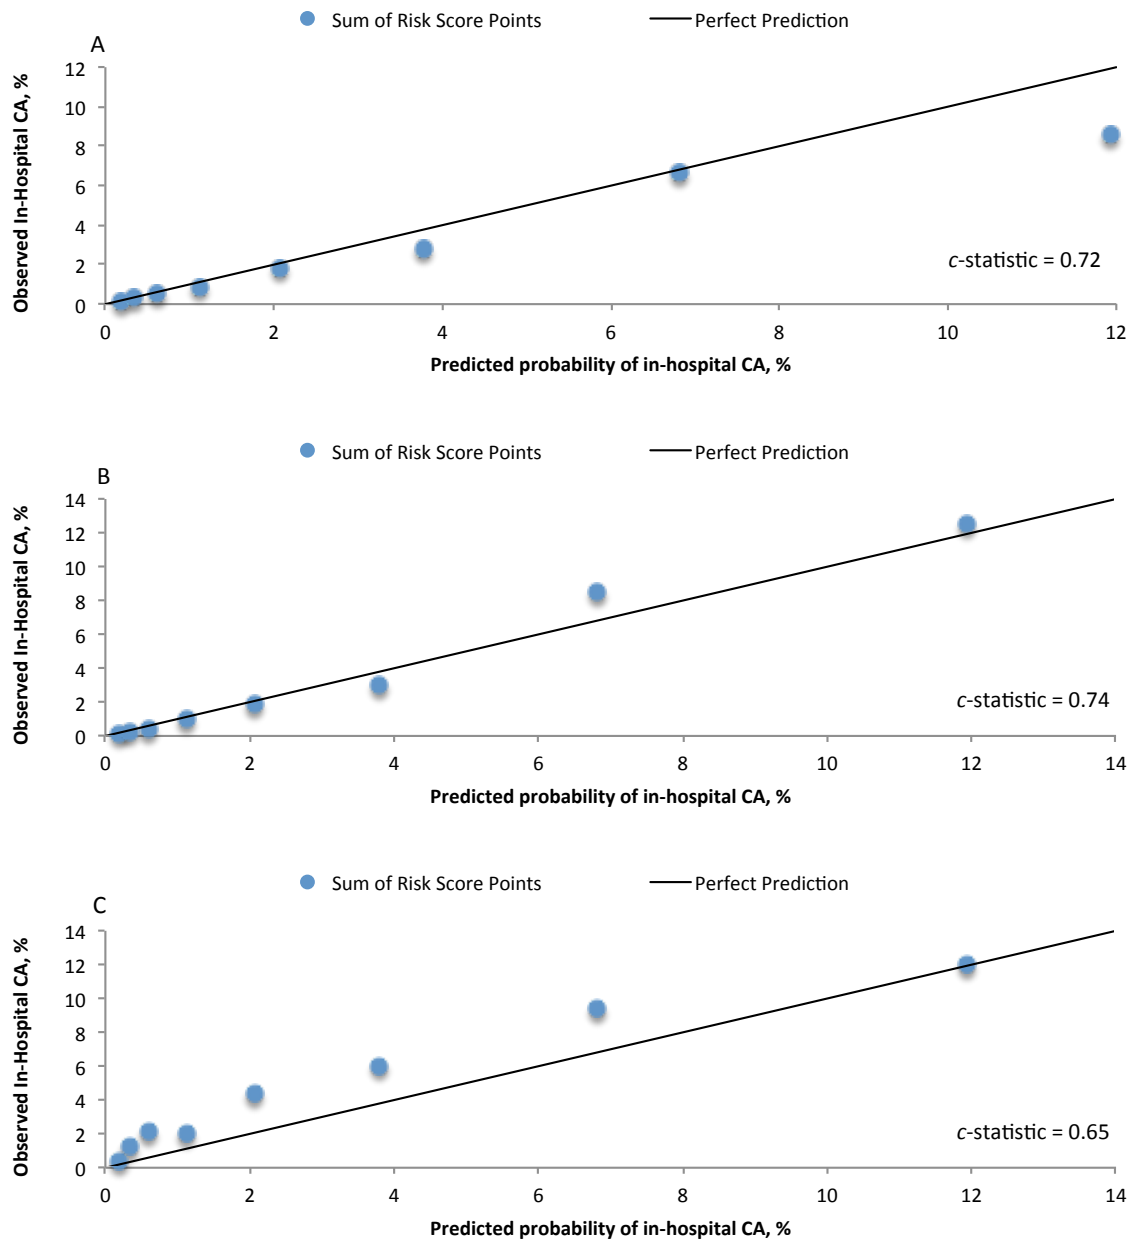 Sum of Risk Score Points Perfect Prediction
A
Observed In-Hospital CA, %
12
10
8
6
4
2
0
c-statistic = 0.72
0 2 4 6 8 10 12
Predicted probability of in-hospital CA, %
Sum of Risk Score Points Perfect Prediction
B
Observed In-Hospital CA, %
14
12
10
8
6
4
2
0
c-statistic = 0.74
0 2 4 6 8 10 12 14
Predicted probability of in-hospital CA, %
Sum of Risk Score Points Perfect Prediction
C
Observed In-Hospital CA, %
14
12
10
8
6
4
2
0
c-statistic = 0.65
0 2 4 6 8 10 12 14
Predicted probability of in-hospital CA, %